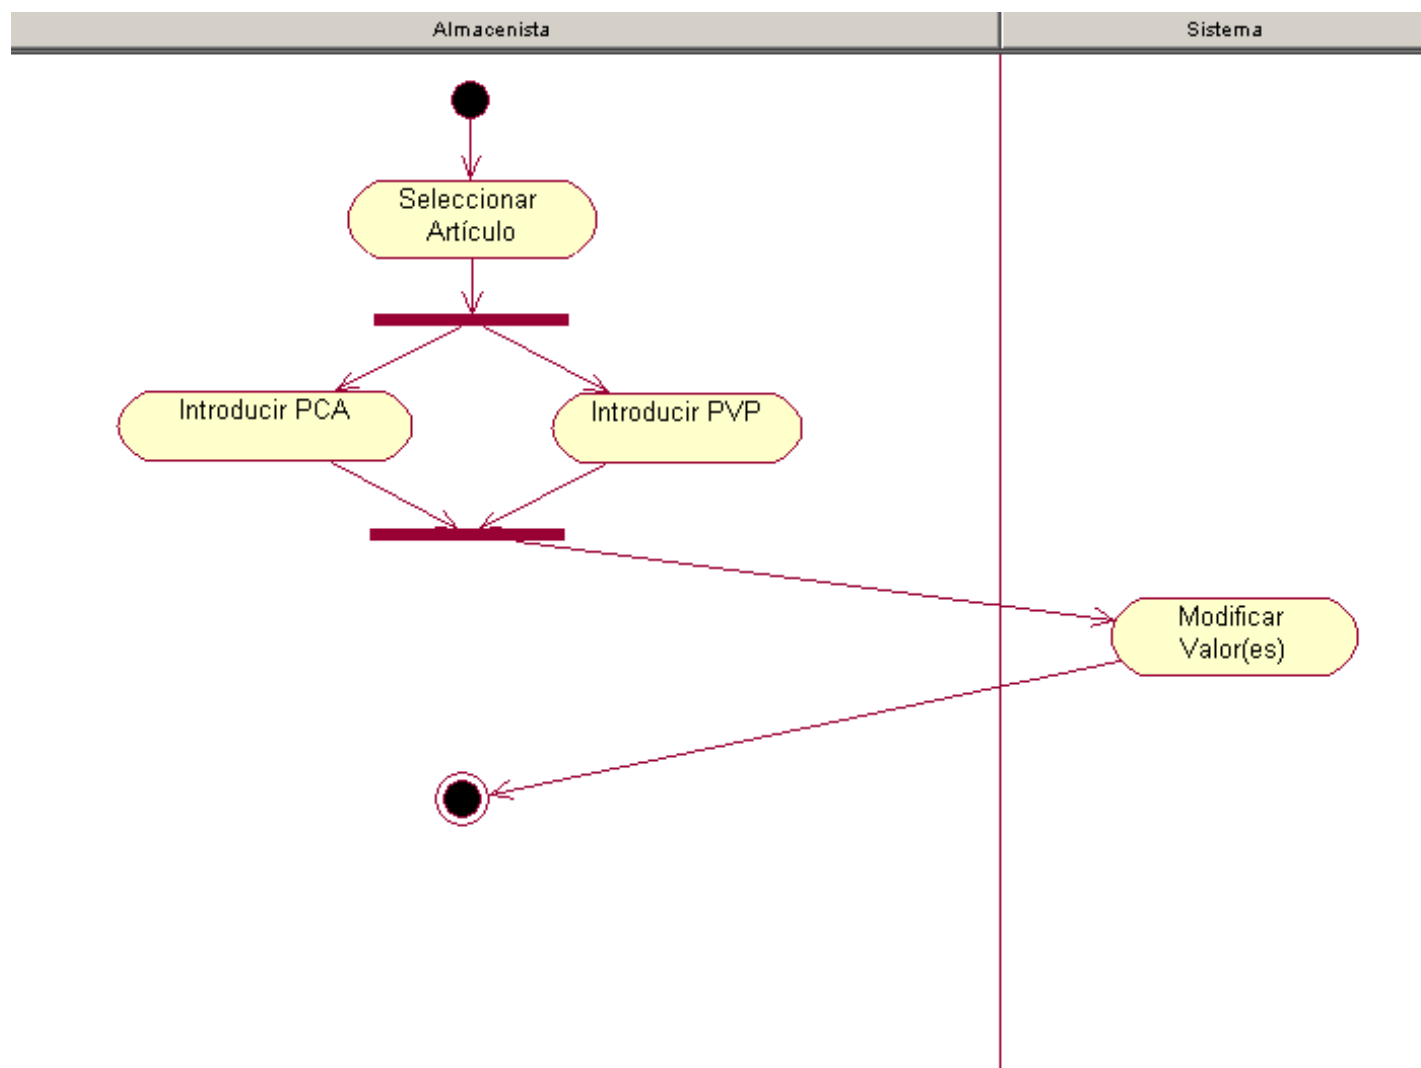 Almacenista
Sistema
Seleccionar
Artículo
Introducir PCA
Introducir PVP
Modificar
Valor(es)